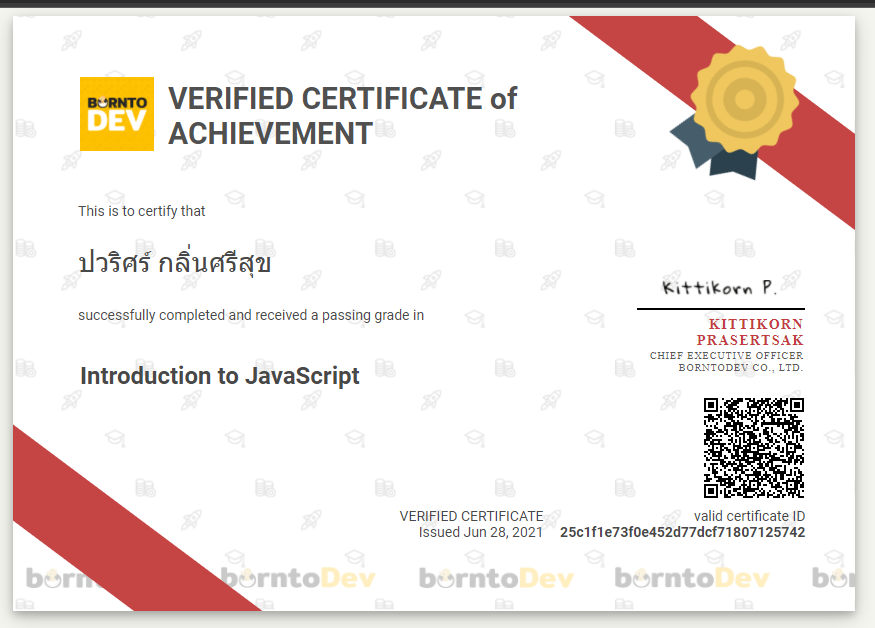 BORNTO
DEV
VERIFIED CERTIFICATE of
ACHIEVEMENT
This is to certify that
ปวริศร์ กลิ่นศรีสุข
successfully completed and received a passing grade in
Introduction to JavaScript
Kittikorn P.
KITTIKORN
PRASERTSAK
CHIEF EXECUTIVE OFFICER
BORNTODEV CO., LTD.
VERIFIED CERTIFICATE
Issued Jun 28, 2021
valid certificate ID
25c1f1e73f0e452d77dcf71807125742
born borntoDev borntoDev borntoDev bo